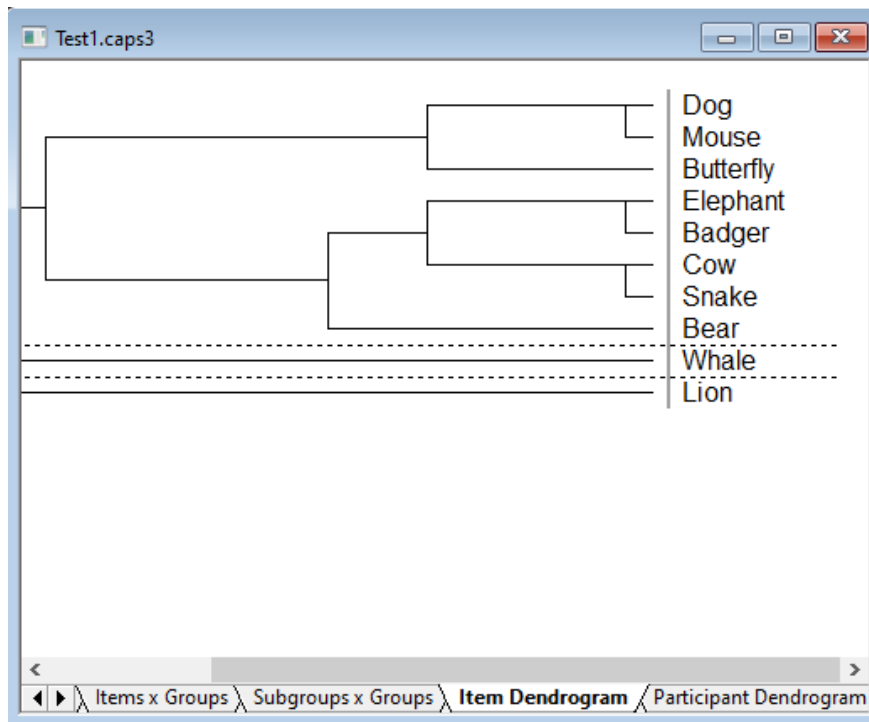 Test1.caps3
Dog
Mouse
Butterfly
Elephant
Badger
Cow
Snake
Bear
Whale
Lion
Items x Groups Subgroups x Groups Item Dendrogram Participant Dendrogram